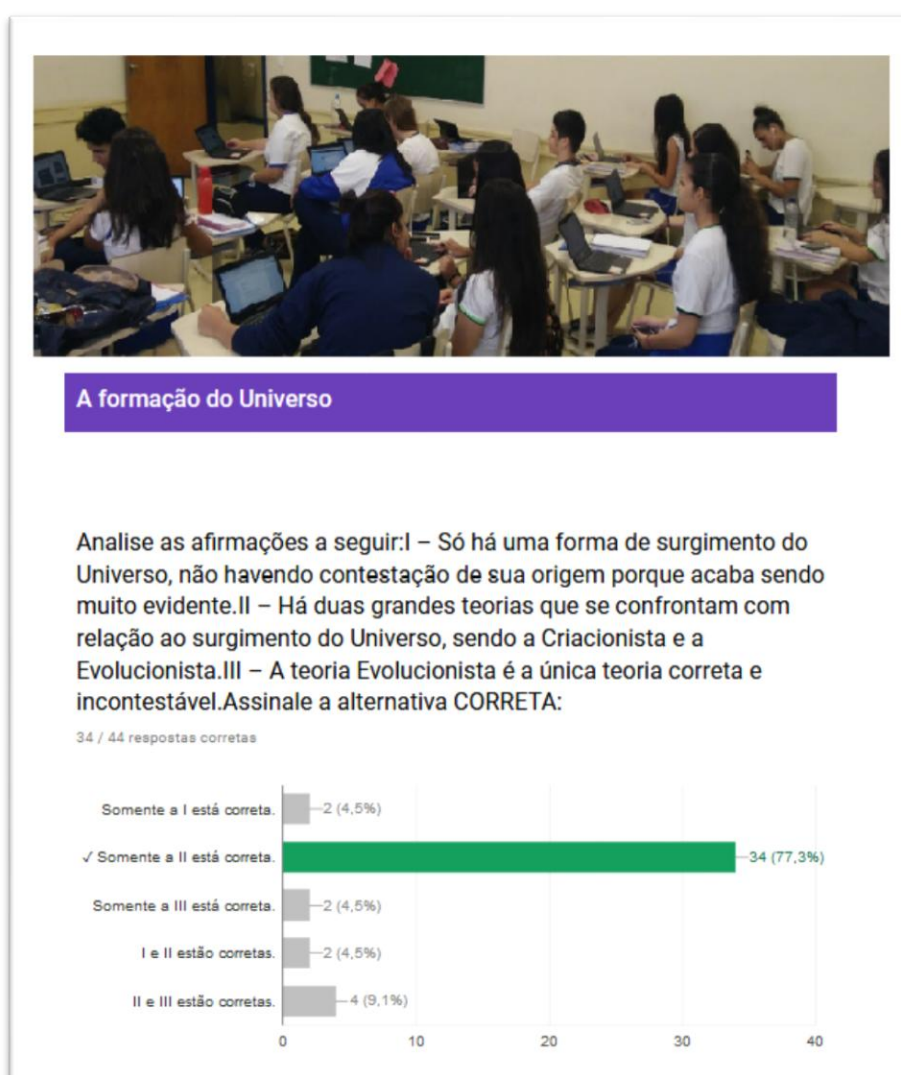 A formação do Universo
Analise as afirmações a seguir:I – Só há uma forma de surgimento do
Universo, não havendo contestação de sua origem porque acaba sendo
muito evidente.II – Há duas grandes teorias que se confrontam com
relação ao surgimento do Universo, sendo a Criacionista e a
Evolucionista.III – A teoria Evolucionista é a única teoria correta e
incontestável.Assinale a alternativa CORRETA:
34 / 44 respostas corretas
Somente a I está correta.
2 (4,5%)
✓ Somente a II está correta.
34 (77,3%)
Somente a III está correta.
2 (4,5%)
I e II estão corretas.
2 (4,5%)
II e III estão corretas.
4 (9,1%)
0 10 20 30 40